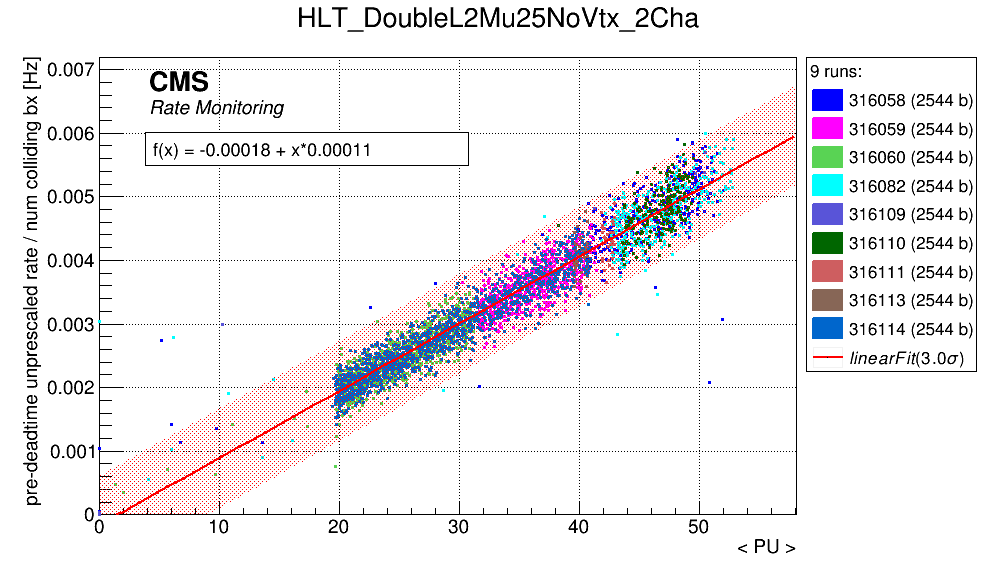 HLT_DoubleL2Mu25NoVtx_2Cha
pre-deadtime unprescaled rate / num colliding bx [Hz]
0.007
0.006
0.005
0.004
0.003
0.002
0.001
0
CMS
Rate Monitoring
f(x) = -0.00018 + x*0.00011
0 10 20 30 40 50
< PU >
9 runs:
316058 (2544 b)
316059 (2544 b)
316060 (2544 b)
316082 (2544 b)
316109 (2544 b)
316110 (2544 b)
316111 (2544 b)
316113 (2544 b)
316114 (2544 b)
linearFit(3.0σ)